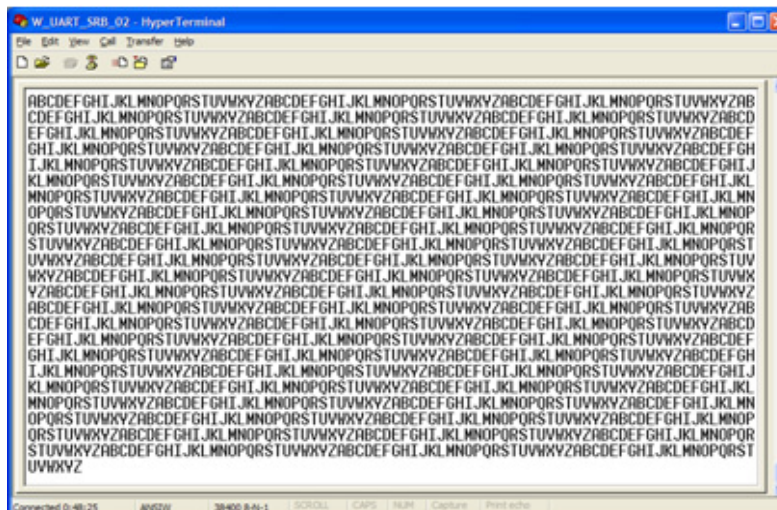 W_UART_SRB_02 - HyperTerminal
File Edit View Call Transfer Help
ABCDEFGHIJKLMNOPQRSTUVWXYZABCDEFGHIJKLMNOPQRSTUVWXYZABCDEFGHIJKLMNOPQRSTUVWXYZAB
CDEFGHIJKLMNOPQRSTUVWXYZABCDEFGHIJKLMNOPQRSTUVWXYZABCDEFGHIJKLMNOPQRSTUVWXYZABCD
EFGHIJKLMNOPQRSTUVWXYZABCDEFGHIJKLMNOPQRSTUVWXYZABCDEFGHIJKLMNOPQRSTUVWXYZABCDEF
GHIJKLMNOPQRSTUVWXYZABCDEFGHIJKLMNOPQRSTUVWXYZABCDEFGHIJKLMNOPQRSTUVWXYZABCDEFGH
IJKLMNOPQRSTUVWXYZABCDEFGHIJKLMNOPQRSTUVWXYZABCDEFGHIJKLMNOPQRSTUVWXYZABCDEFGHIJ
KLMNOPQRSTUVWXYZABCDEFGHIJKLMNOPQRSTUVWXYZABCDEFGHIJKLMNOPQRSTUVWXYZABCDEFGHIJKL
MNOPQRSTUVWXYZABCDEFGHIJKLMNOPQRSTUVWXYZABCDEFGHIJKLMNOPQRSTUVWXYZABCDEFGHIJKLMN
OPQRSTUVWXYZABCDEFGHIJKLMNOPQRSTUVWXYZABCDEFGHIJKLMNOPQRSTUVWXYZABCDEFGHIJKLMNOP
QRSTUVWXYZABCDEFGHIJKLMNOPQRSTUVWXYZABCDEFGHIJKLMNOPQRSTUVWXYZABCDEFGHIJKLMNOPQR
STUVWXYZABCDEFGHIJKLMNOPQRSTUVWXYZABCDEFGHIJKLMNOPQRSTUVWXYZABCDEFGHIJKLMNOPQRST
UVWXYZABCDEFGHIJKLMNOPQRSTUVWXYZABCDEFGHIJKLMNOPQRSTUVWXYZABCDEFGHIJKLMNOPQRSTUV
WXYZABCDEFGHIJKLMNOPQRSTUVWXYZABCDEFGHIJKLMNOPQRSTUVWXYZABCDEFGHIJKLMNOPQRSTUVWX
YZABCDEFGHIJKLMNOPQRSTUVWXYZABCDEFGHIJKLMNOPQRSTUVWXYZABCDEFGHIJKLMNOPQRSTUVWXYZ
ABCDEFGHIJKLMNOPQRSTUVWXYZABCDEFGHIJKLMNOPQRSTUVWXYZABCDEFGHIJKLMNOPQRSTUVWXYZAB
CDEFGHIJKLMNOPQRSTUVWXYZABCDEFGHIJKLMNOPQRSTUVWXYZABCDEFGHIJKLMNOPQRSTUVWXYZABCD
EFGHIJKLMNOPQRSTUVWXYZABCDEFGHIJKLMNOPQRSTUVWXYZABCDEFGHIJKLMNOPQRSTUVWXYZABCDEF
GHIJKLMNOPQRSTUVWXYZABCDEFGHIJKLMNOPQRSTUVWXYZABCDEFGHIJKLMNOPQRSTUVWXYZABCDEFGH
IJKLMNOPQRSTUVWXYZABCDEFGHIJKLMNOPQRSTUVWXYZABCDEFGHIJKLMNOPQRSTUVWXYZABCDEFGHIJ
KLMNOPQRSTUVWXYZABCDEFGHIJKLMNOPQRSTUVWXYZABCDEFGHIJKLMNOPQRSTUVWXYZABCDEFGHIJKL
MNOPQRSTUVWXYZABCDEFGHIJKLMNOPQRSTUVWXYZABCDEFGHIJKLMNOPQRSTUVWXYZABCDEFGHIJKLMN
OPQRSTUVWXYZABCDEFGHIJKLMNOPQRSTUVWXYZABCDEFGHIJKLMNOPQRSTUVWXYZABCDEFGHIJKLMNOP
QRSTUVWXYZABCDEFGHIJKLMNOPQRSTUVWXYZABCDEFGHIJKLMNOPQRSTUVWXYZABCDEFGHIJKLMNOPQR
STUVWXYZABCDEFGHIJKLMNOPQRSTUVWXYZABCDEFGHIJKLMNOPQRSTUVWXYZABCDEFGHIJKLMNOPQRST
UVWXYZ
Connected 0:48:25 ANSIW 38400 8-N-1 SCROLL CAPS NUM Capture Print echo